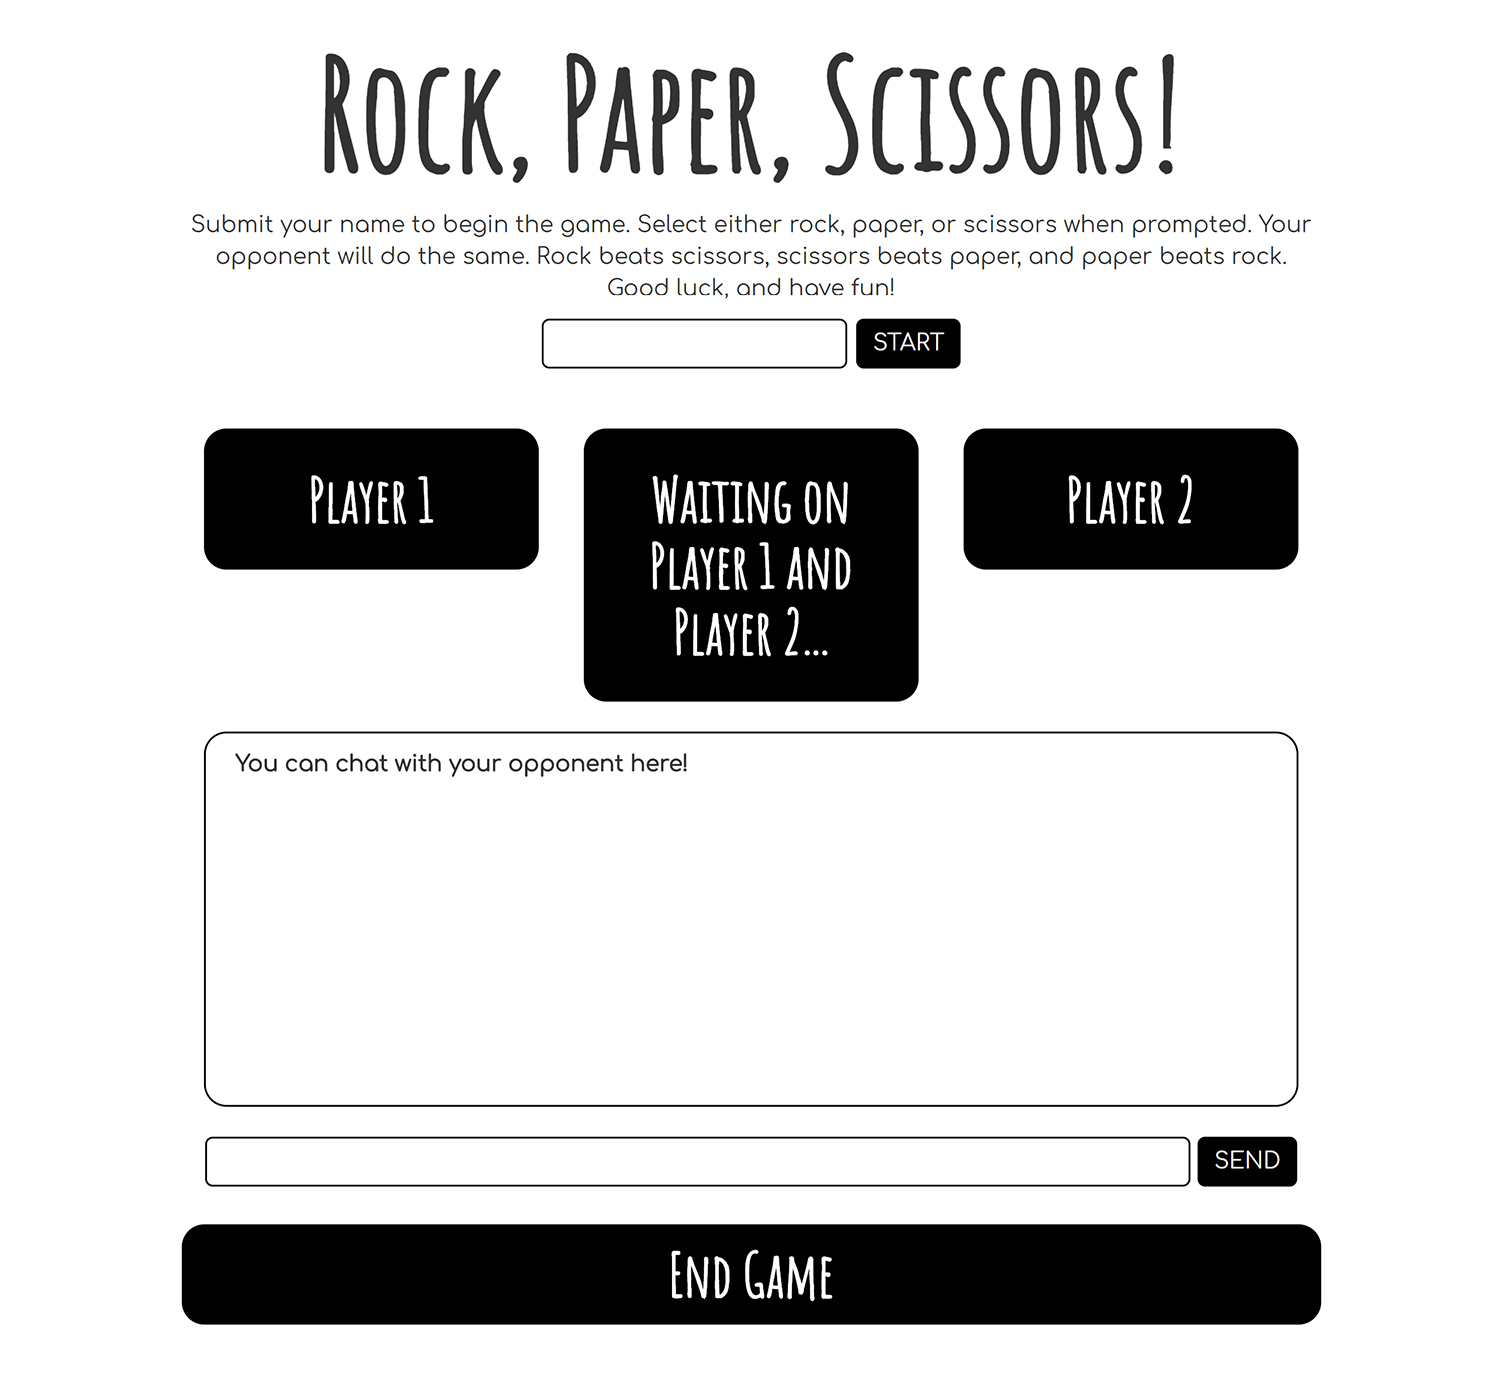 Rock, Paper, Scissors!
Submit your name to begin the game. Select either rock, paper, or scissors when prompted. Your
opponent will do the same. Rock beats scissors, scissors beats paper, and paper beats rock.
Good luck, and have fun!
START
Player 1
Waiting on
Player 1 and
Player 2...
Player 2
You can chat with your opponent here!
SEND
End Game